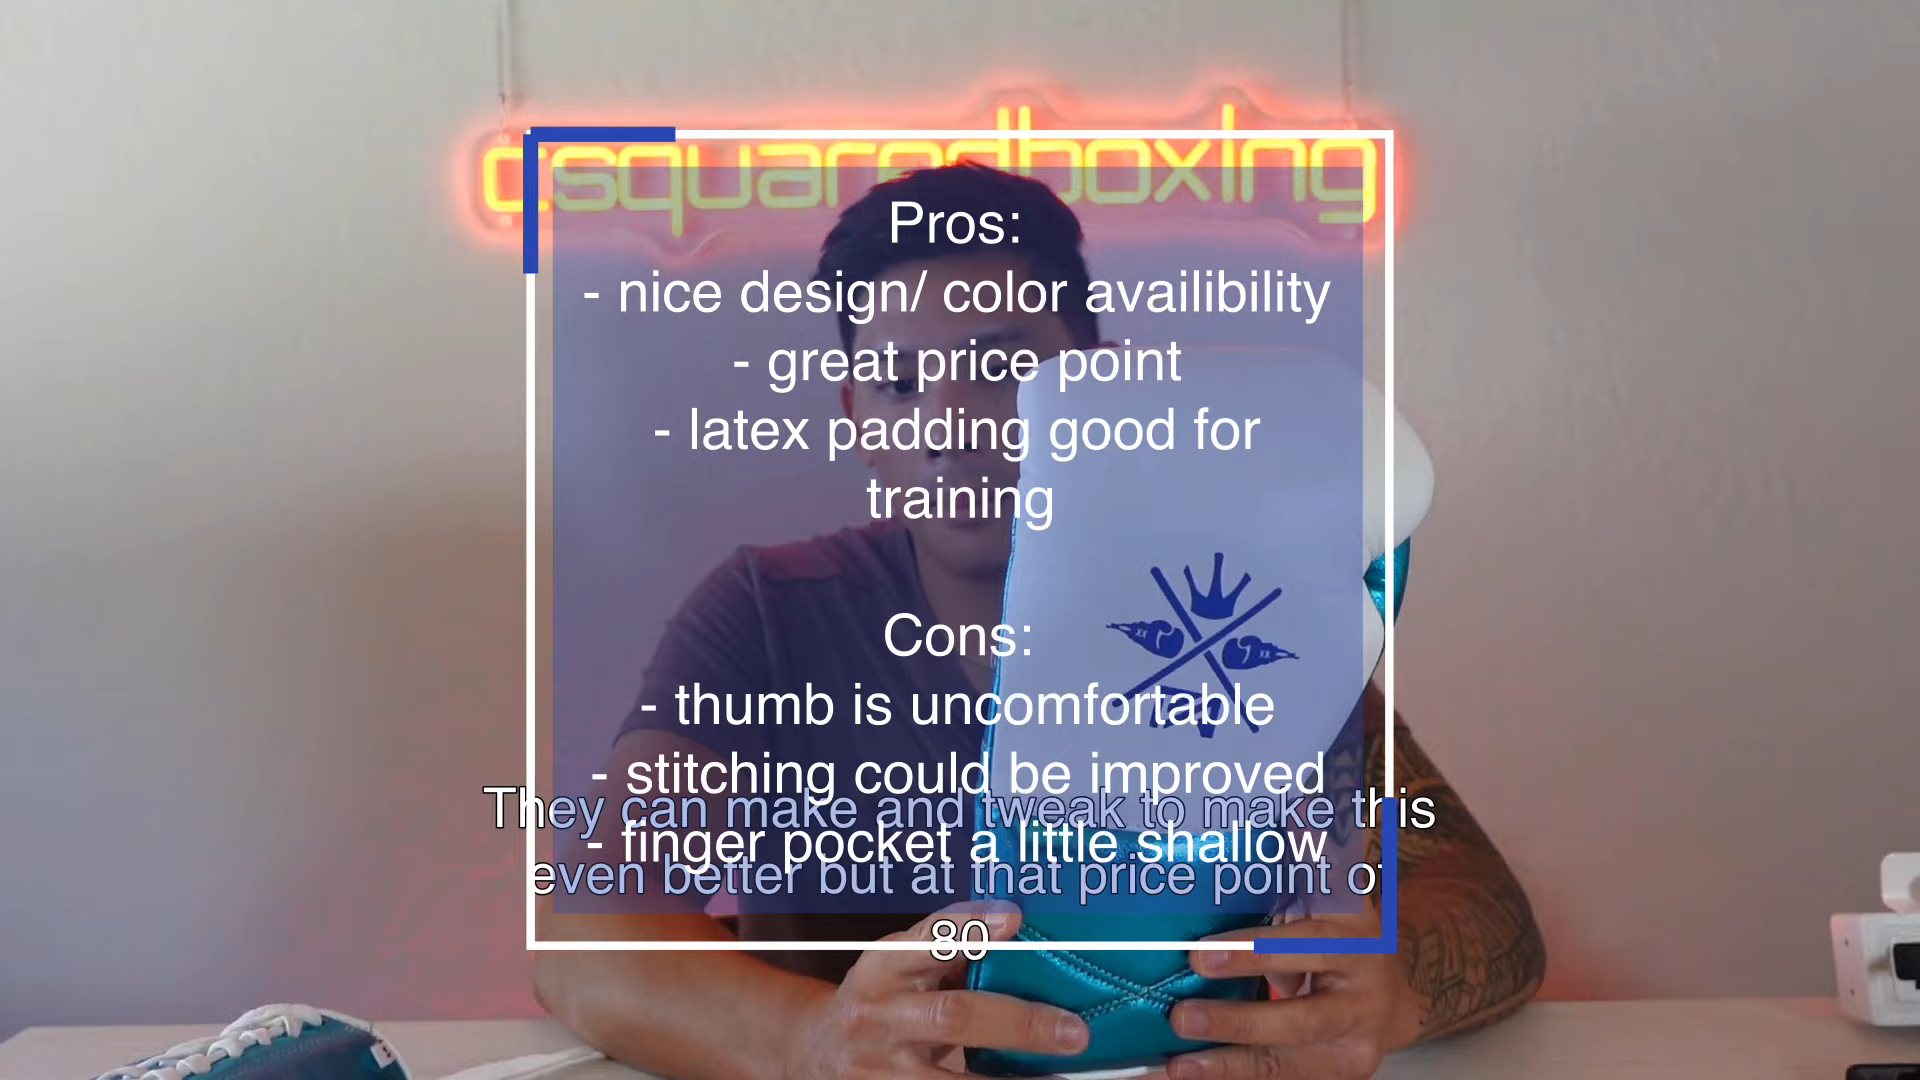 csquaredboxing
Pros:
- nice design/ color availibility
- great price point
- latex padding good for
training
Cons:
- thumb is uncomfortable
- stitching could be improved
- finger pocket a little shallow
They can make and tweak to make this
even better but at that price point of
80